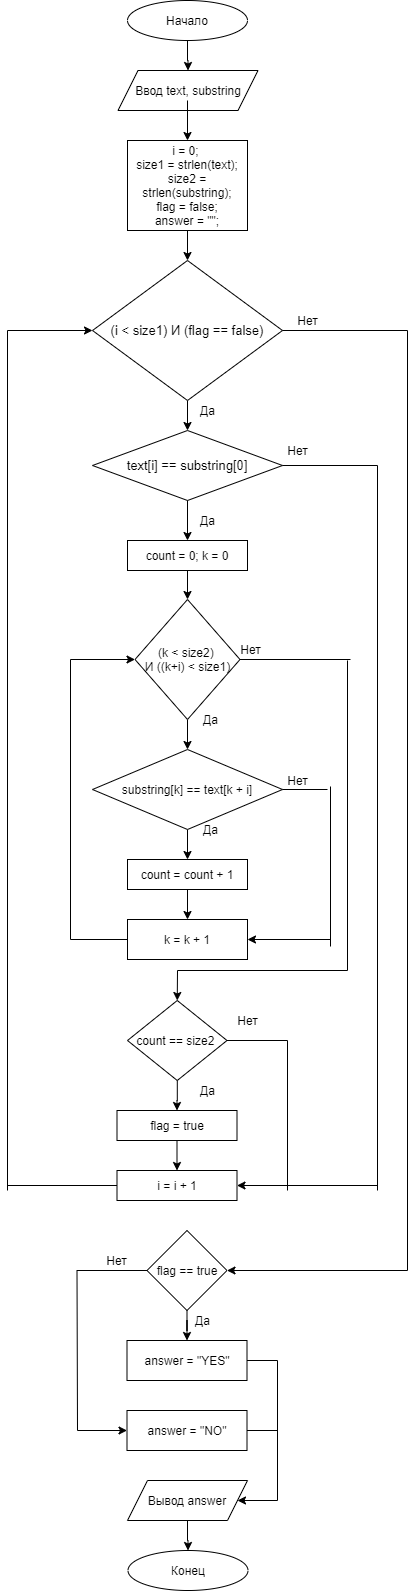 Начало
Ввод text, substring
i = 0;
size1 = strlen(text);
size2 =
strlen(substring);
flag = false;
answer = "";
(i < size1) И (flag == false)
Нет
Да
text[i] == substring[0]
Нет
Да
count = 0; k = 0
(k < size2)
И ((k+i) < size1)
Нет
Да
substring[k] == text[k + i]
Нет
Да
count = count + 1
k = k + 1
count == size2
Нет
Да
flag = true
i = i + 1
flag == true
Нет
Да
answer = "YES"
answer = "NO"
Вывод answer
Конец